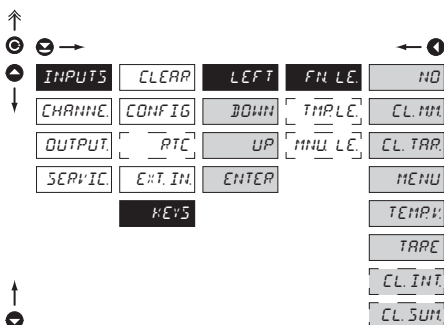 INPUTS CLEAR LEFT FN. LE. NO
CHANNE. CONFIG DOWN TMP. LE. CL. MM.
OUTPUT. RTC UP MNU. LE. CL. TAR.
SERVIC. EXT. IN. ENTER MENU
KEYS TEMP. V.
TARE
CL. INT.
CL. SUM.